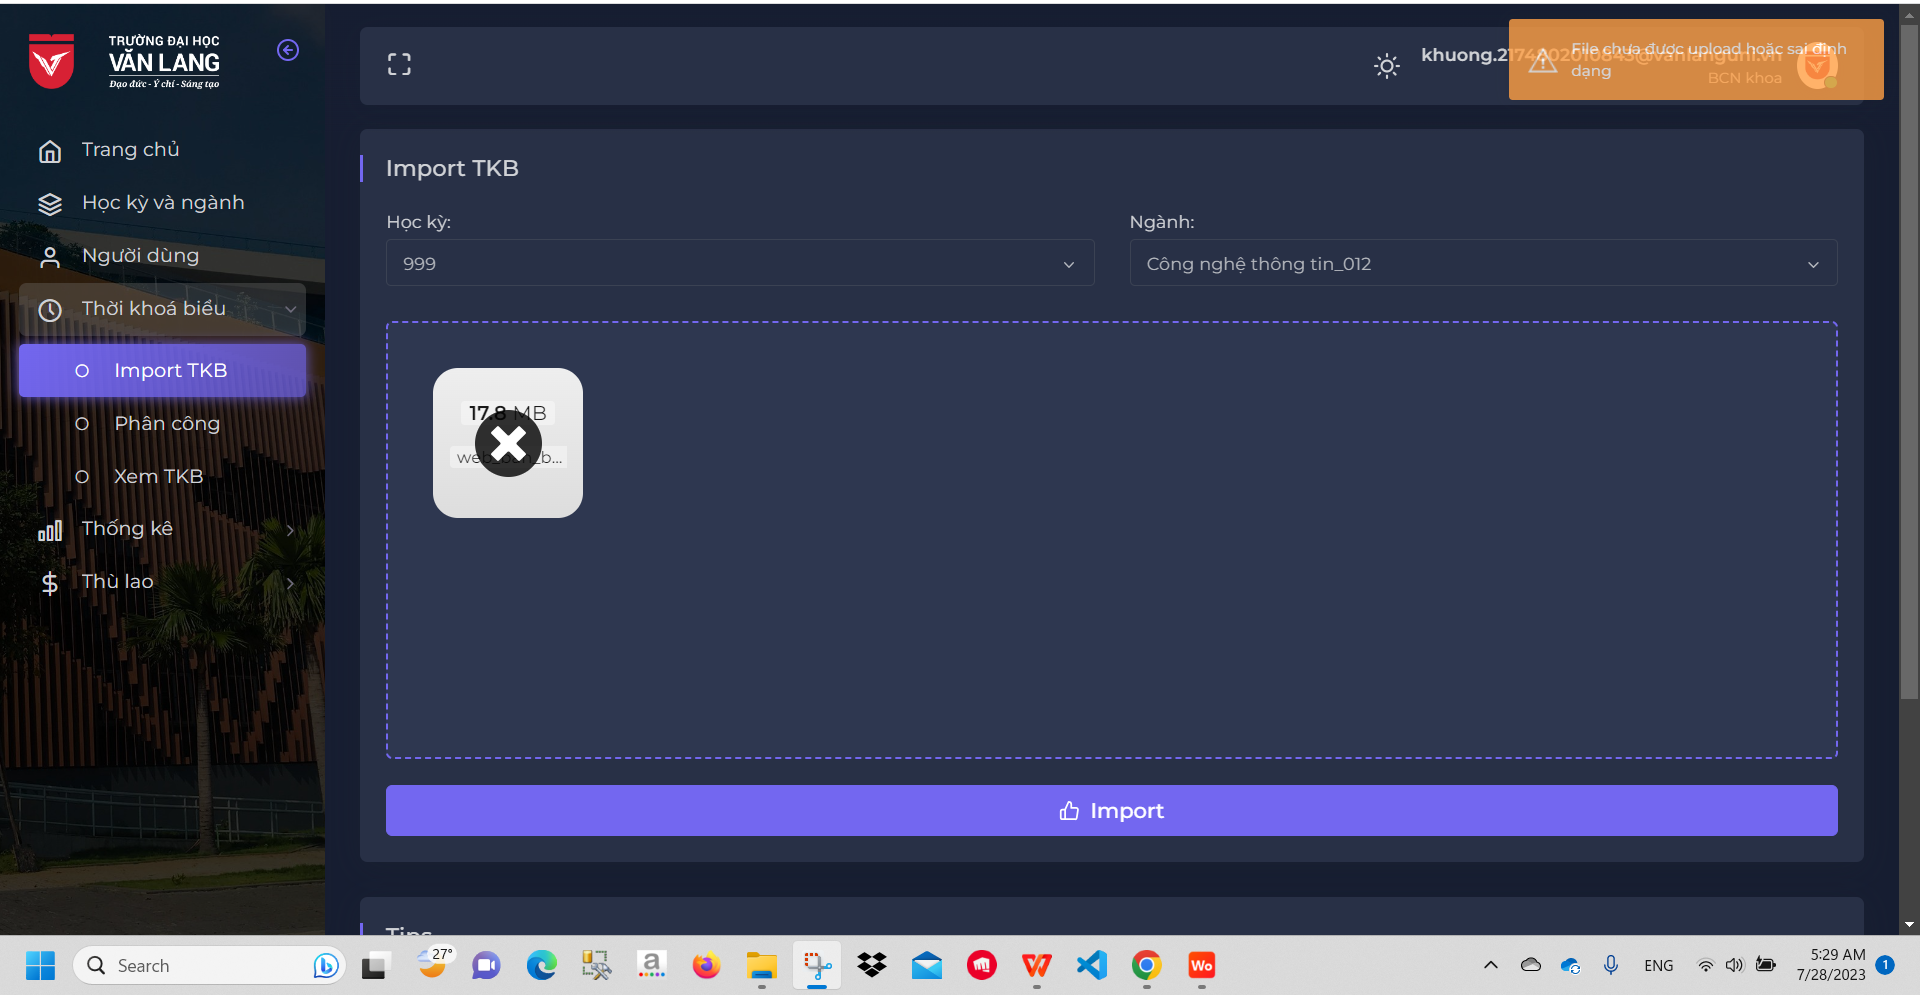 TRƯỜNG ĐẠI HỌC
VĂN LANG
Đạo đức - Ý chí - Sáng tạo
Trang chủ
Học kỳ và ngành
Người dùng
Thời khoá biểu
Import TKB
Phân công
Xem TKB
Thống kê
Thù lao
khuong.2174802010843@vanlanguni.vn
BCN khoa
File chưa được upload hoặc sai định
dạng
Import TKB
Học kỳ:
999
Ngành:
Công nghệ thông tin_012
17.8 MB
Import
Tips
Search
27°
a
Wo
ENG
5:29 AM
7/28/2023
1